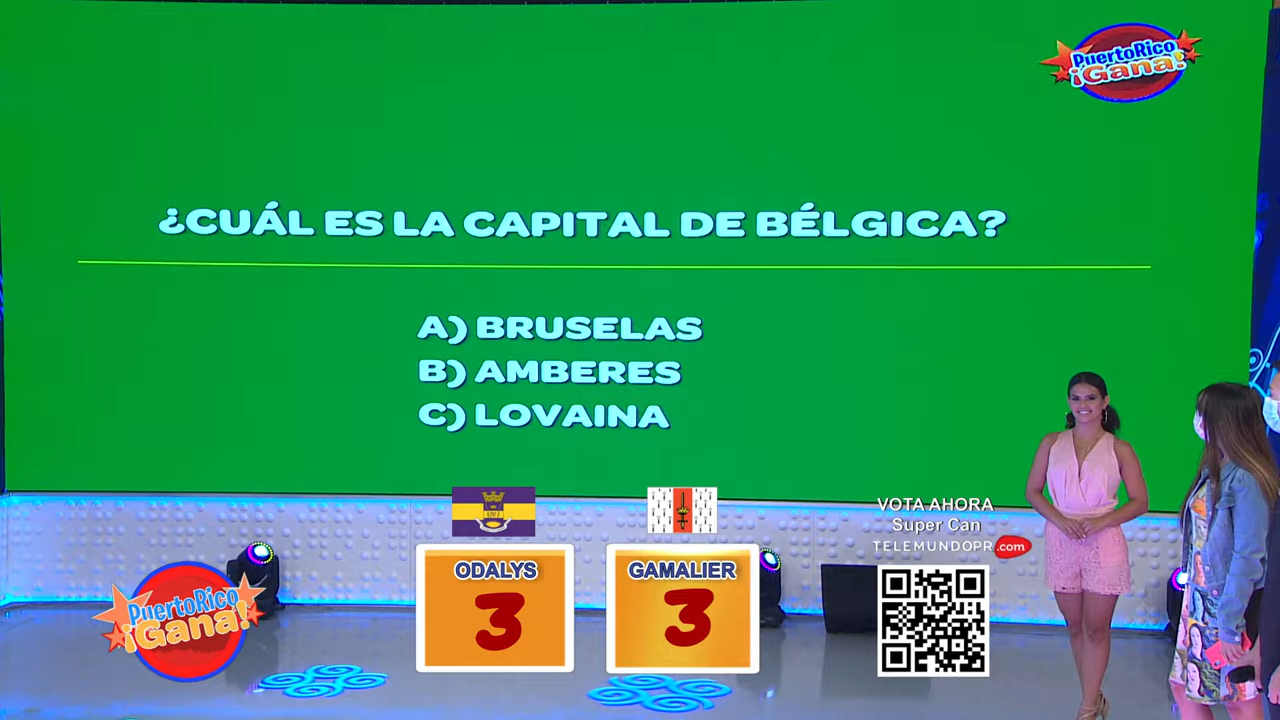 PuertoRico
¡Gana!
¿CUÁL ES LA CAPITAL DE BÉLGICA?
A) BRUSELAS
B) AMBERES
C) LOVAINA
VOTA AHORA
Super Can
TELEMUNDOPR.com
ODALYS
GAMALIER
3
3
PuertoRico
¡Gana!